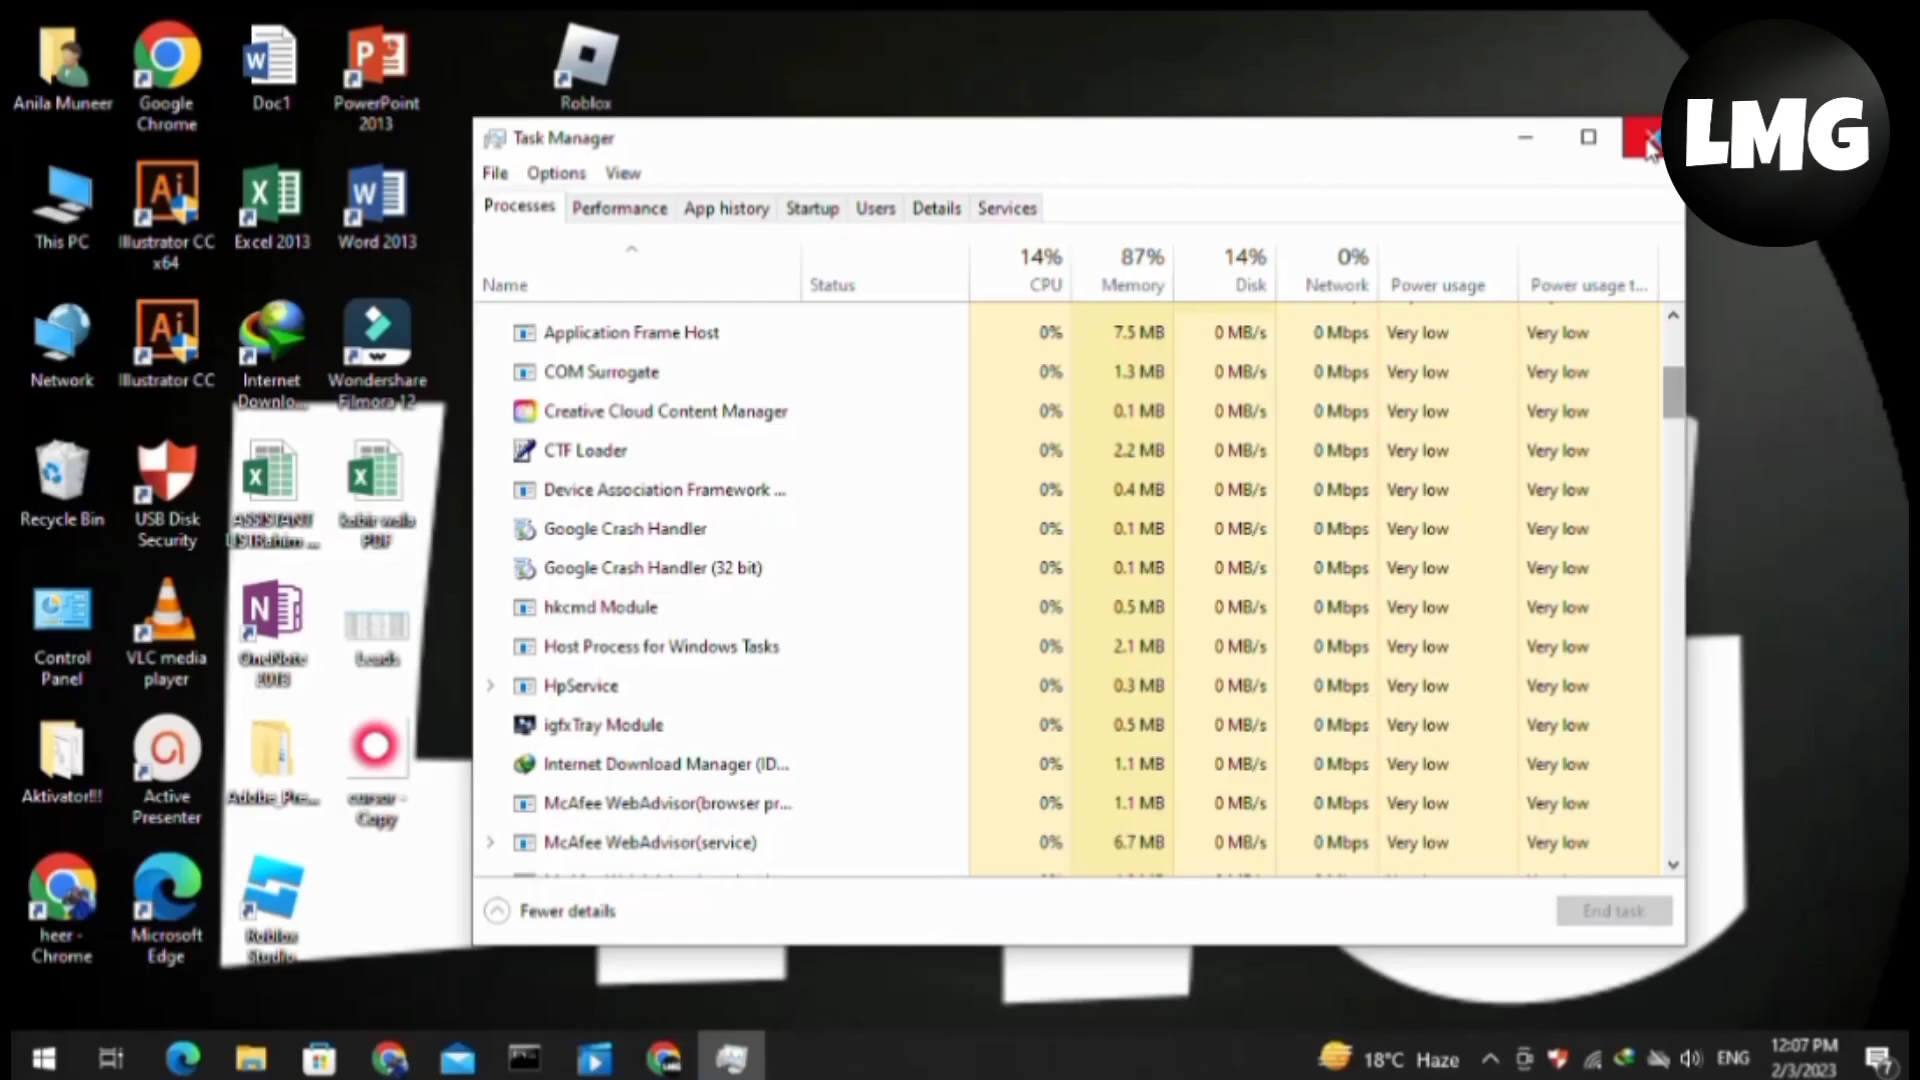 Anila Muneer
Google
Chrome
Doc1
PowerPoint
2013
Roblox
This PC
Illustrator CC
x64
Excel 2013
Word 2013
Network
Illustrator CC
Internet
Downlo...
Wondershare
Filmora 12
Recycle Bin
USB Disk
Security
ASSISTANT
PDF
Control
Panel
VLC media
player
OneNote
2013
Leads
Aktivator!!!
Active
Presenter
Adobe_Pre...
cursor -
Copy
heer -
Chrome
Microsoft
Edge
Roblox
Studio
LMG
Task Manager
File Options View
Processes Performance App history Startup Users Details Services
14% 87% 14% 0%
Name Status CPU Memory Disk Network Power usage Power usage t...
Application Frame Host 0% 7.5 MB 0 MB/s 0 Mbps Very low Very low
COM Surrogate 0% 1.3 MB 0 MB/s 0 Mbps Very low Very low
Creative Cloud Content Manager 0% 0.1 MB 0 MB/s 0 Mbps Very low Very low
CTF Loader 0% 2.2 MB 0 MB/s 0 Mbps Very low Very low
Device Association Framework ... 0% 0.4 MB 0 MB/s 0 Mbps Very low Very low
Google Crash Handler 0% 0.1 MB 0 MB/s 0 Mbps Very low Very low
Google Crash Handler (32 bit) 0% 0.1 MB 0 MB/s 0 Mbps Very low Very low
hkcmd Module 0% 0.5 MB 0 MB/s 0 Mbps Very low Very low
Host Process for Windows Tasks 0% 2.1 MB 0 MB/s 0 Mbps Very low Very low
HpService 0% 0.3 MB 0 MB/s 0 Mbps Very low Very low
igfxTray Module 0% 0.5 MB 0 MB/s 0 Mbps Very low Very low
Internet Download Manager (ID... 0% 1.1 MB 0 MB/s 0 Mbps Very low Very low
McAfee WebAdvisor(browser pr... 0% 1.1 MB 0 MB/s 0 Mbps Very low Very low
McAfee WebAdvisor(service) 0% 6.7 MB 0 MB/s 0 Mbps Very low Very low
Fewer details End task
18°C Haze ENG 12:07 PM
2/3/2023 7